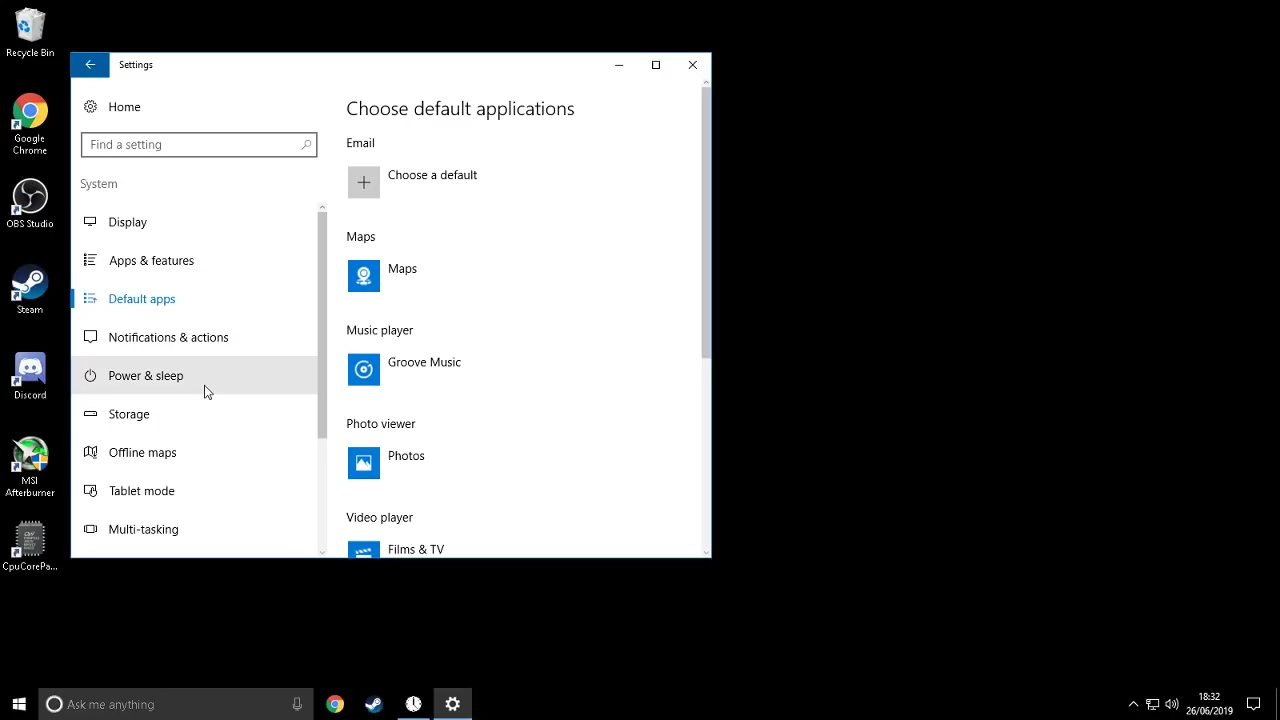 Recycle Bin
Google
Chrome
OBS Studio
Steam
Discord
MSI
Afterburner
CpuCorePa...
Settings
Home
Find a setting
System
Display
Apps & features
Default apps
Notifications & actions
Power & sleep
Storage
Offline maps
Tablet mode
Multi-tasking
Choose default applications
Email
Choose a default
Maps
Maps
Music player
Groove Music
Photo viewer
Photos
Video player
Films & TV
Ask me anything
18:32
26/06/2019